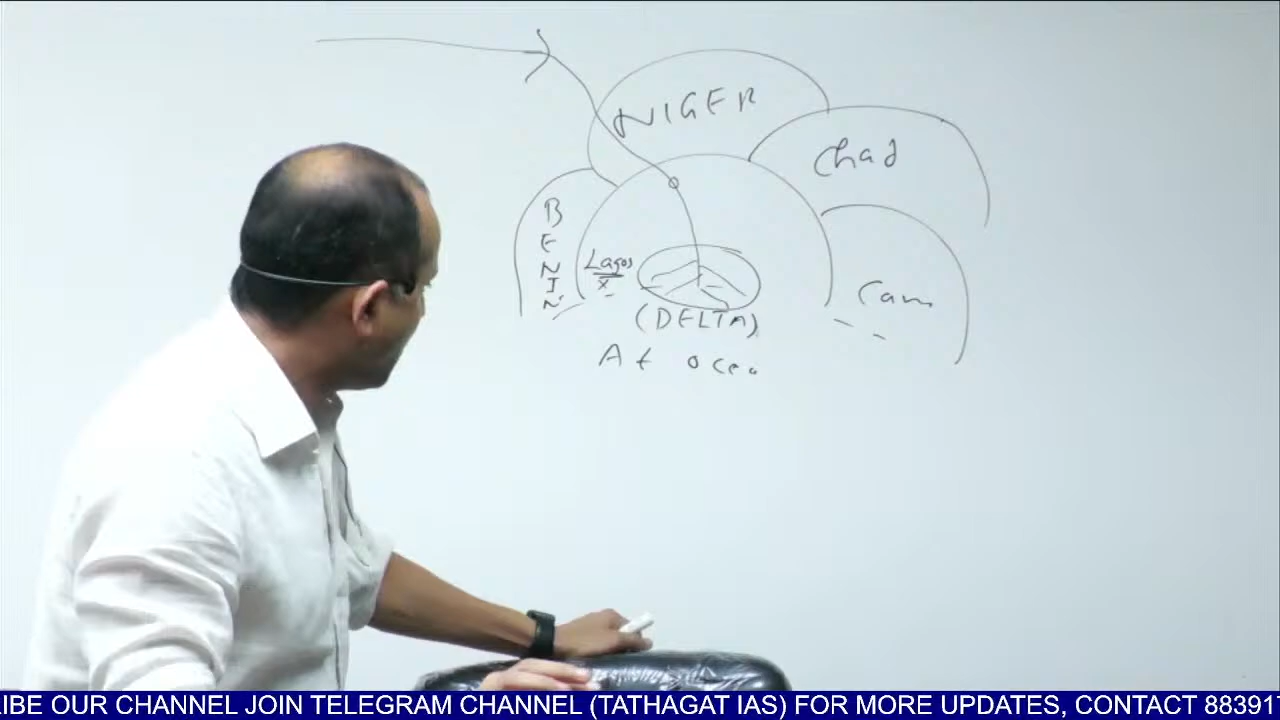 NIGER
Chad
BENIN
Lagos
x
Cam
(DELTA)
At ocea
IBE OUR CHANNEL JOIN TELEGRAM CHANNEL (TATHAGAT IAS) FOR MORE UPDATES, CONTACT 88391